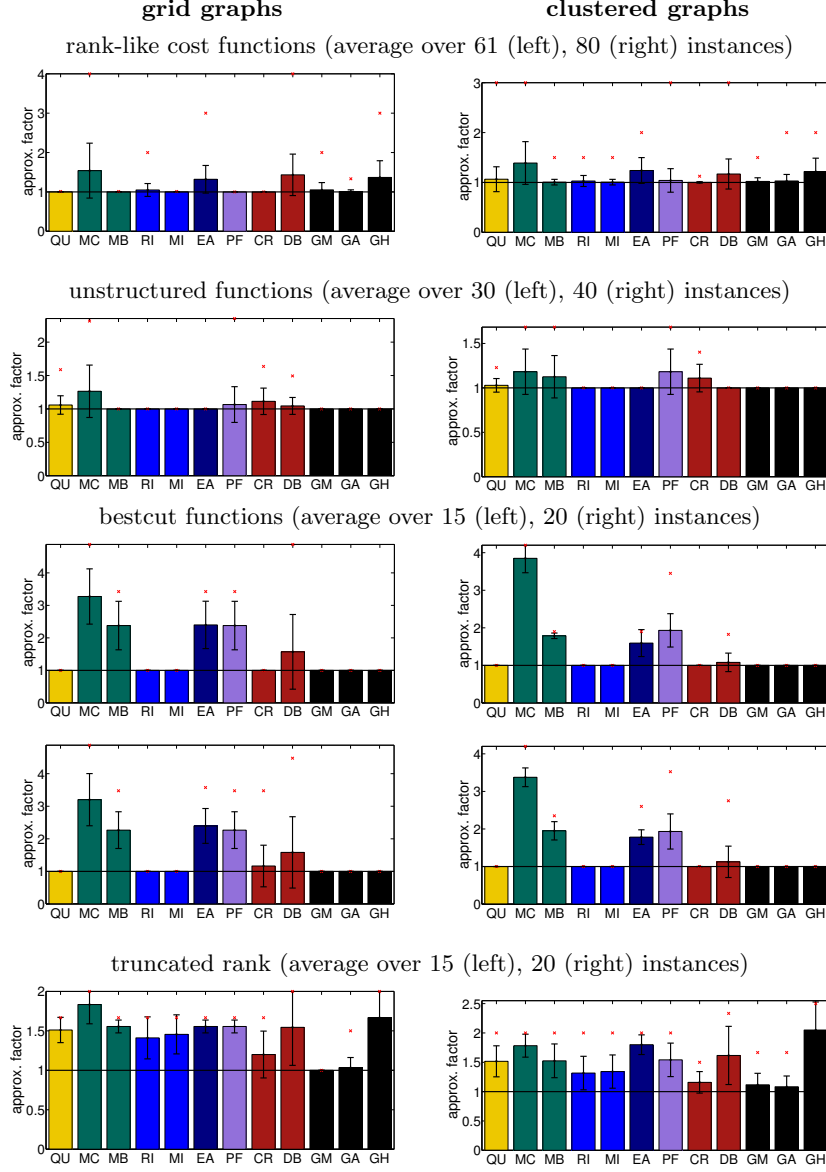 grid graphs clustered graphs
rank-like cost functions (average over 61 (left), 80 (right) instances)
approx. factor
4
3
2
1
0
QU MC MB RI MI EA PF CR DB GM GA GH
approx. factor
3
2
1
0
QU MC MB RI MI EA PF CR DB GM GA GH
unstructured functions (average over 30 (left), 40 (right) instances)
approx. factor
2
1.5
1
0.5
0
QU MC MB RI MI EA PF CR DB GM GA GH
approx. factor
1.5
1
0.5
0
QU MC MB RI MI EA PF CR DB GM GA GH
bestcut functions (average over 15 (left), 20 (right) instances)
approx. factor
4
3
2
1
0
QU MC MB RI MI EA PF CR DB GM GA GH
approx. factor
4
3
2
1
0
QU MC MB RI MI EA PF CR DB GM GA GH
approx. factor
4
3
2
1
0
QU MC MB RI MI EA PF CR DB GM GA GH
approx. factor
4
3
2
1
0
QU MC MB RI MI EA PF CR DB GM GA GH
truncated rank (average over 15 (left), 20 (right) instances)
approx. factor
2
1.5
1
0.5
0
QU MC MB RI MI EA PF CR DB GM GA GH
approx. factor
2.5
2
1.5
1
0.5
0
QU MC MB RI MI EA PF CR DB GM GA GH